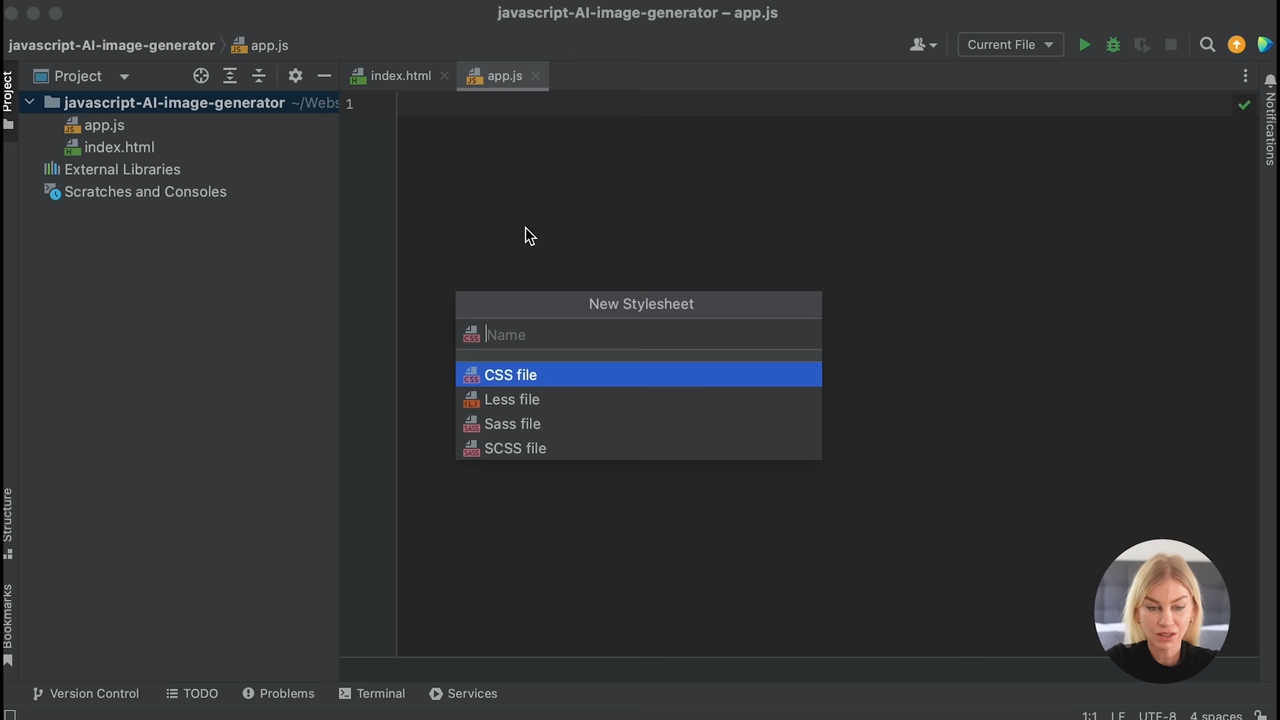 javascript-AI-image-generator – app.js
javascript-AI-image-generator
app.js
Current File
Project
Project
index.html
app.js
javascript-AI-image-generator ~/Webs
1
Notifications
app.js
index.html
External Libraries
Scratches and Consoles
New Stylesheet
Name
CSS file
Less file
Sass file
SCSS file
Structure
Bookmarks
Version Control
TODO
Problems
Terminal
Services
1:1
LF
UTF-8
4 spaces